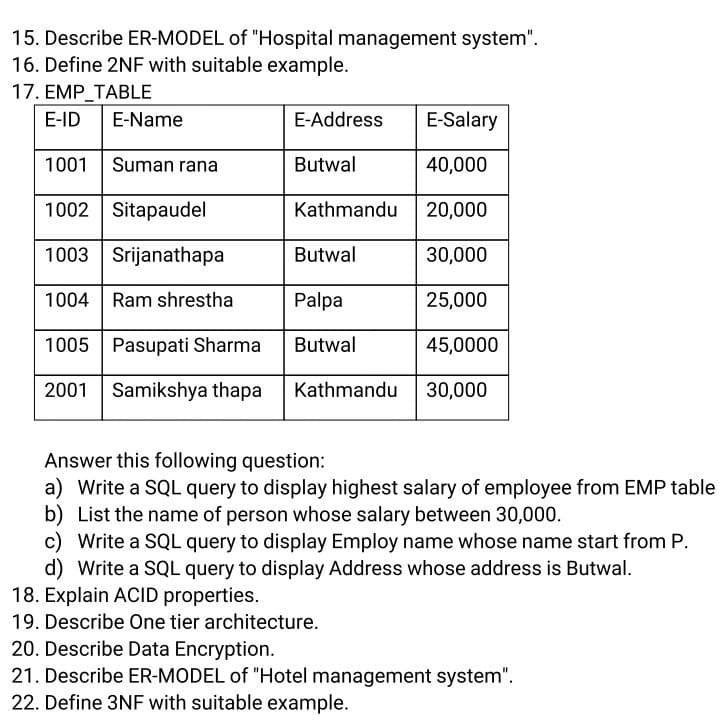 15. Describe ER-MODEL of "Hospital management system".
16. Define 2NF with suitable example.
17. EMP_TABLE
E-ID E-Name E-Address E-Salary
1001 Suman rana Butwal 40,000
1002 Sitapaudel Kathmandu 20,000
1003 Srijanathapa Butwal 30,000
1004 Ram shrestha Palpa 25,000
1005 Pasupati Sharma Butwal 45,0000
2001 Samikshya thapa Kathmandu 30,000
Answer this following question:
a) Write a SQL query to display highest salary of employee from EMP table
b) List the name of person whose salary between 30,000.
c) Write a SQL query to display Employ name whose name start from P.
d) Write a SQL query to display Address whose address is Butwal.
18. Explain ACID properties.
19. Describe One tier architecture.
20. Describe Data Encryption.
21. Describe ER-MODEL of "Hotel management system".
22. Define 3NF with suitable example.